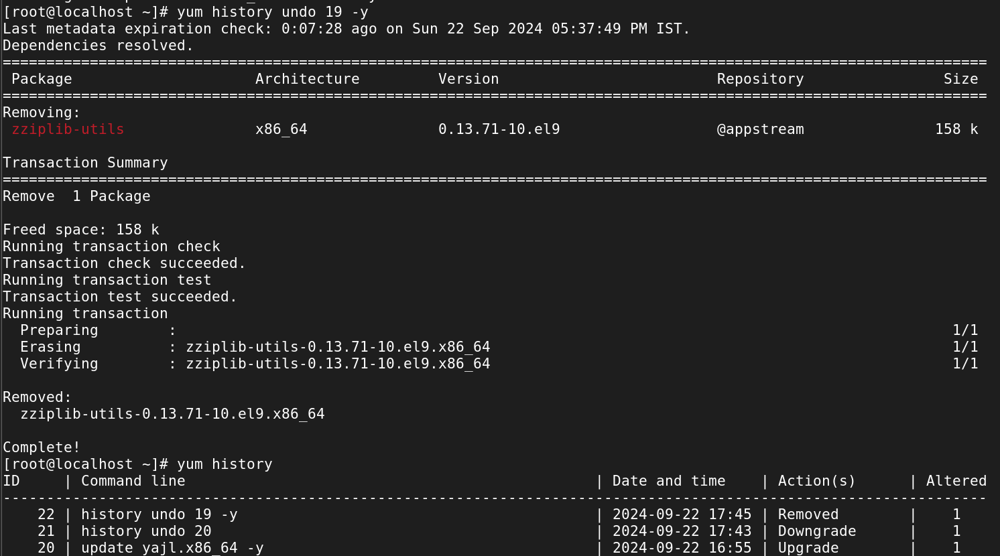 [root@localhost ~]# yum history undo 19 -y
Last metadata expiration check: 0:07:28 ago on Sun 22 Sep 2024 05:37:49 PM IST.
Dependencies resolved.
=================================================================================================================
 Package                     Architecture         Version                         Repository                Size
=================================================================================================================
Removing:
 zziplib-utils               x86_64               0.13.71-10.el9                  @appstream               158 k

Transaction Summary
=================================================================================================================
Remove  1 Package

Freed space: 158 k
Running transaction check
Transaction check succeeded.
Running transaction test
Transaction test succeeded.
Running transaction
  Preparing        :                                                                                         1/1
  Erasing          : zziplib-utils-0.13.71-10.el9.x86_64                                                     1/1
  Verifying        : zziplib-utils-0.13.71-10.el9.x86_64                                                     1/1

Removed:
  zziplib-utils-0.13.71-10.el9.x86_64

Complete!
[root@localhost ~]# yum history
ID     | Command line                                               | Date and time    | Action(s)      | Altered
-----------------------------------------------------------------------------------------------------------------
    22 | history undo 19 -y                                         | 2024-09-22 17:45 | Removed        |    1
    21 | history undo 20                                            | 2024-09-22 17:43 | Downgrade      |    1
    20 | update yajl.x86_64 -y                                      | 2024-09-22 16:55 | Upgrade        |    1